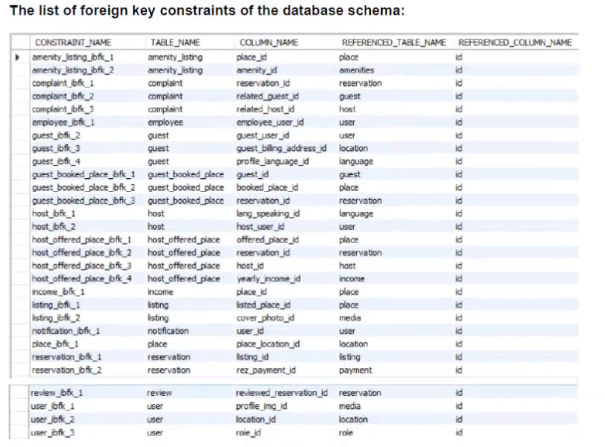 The list of foreign key constraints of the database schema:
CONSTRAINT_NAME TABLE_NAME COLUMN_NAME REFERENCED_TABLE_NAME REFERENCED_COLUMN_NAME
amenity_listing_ibfk_1 amenity_listing place_id place id
amenity_listing_ibfk_2 amenity_listing amenity_id amenities id
complaint_ibfk_1 complaint reservation_id reservation id
complaint_ibfk_2 complaint related_guest_id guest id
complaint_ibfk_3 complaint related_host_id host id
employee_ibfk_1 employee employee_user_id user id
guest_ibfk_2 guest guest_user_id user id
guest_ibfk_3 guest guest_billing_address_id location id
guest_ibfk_4 guest profile_language_id language id
guest_booked_place_ibfk_1 guest_booked_place guest_id guest id
guest_booked_place_ibfk_2 guest_booked_place booked_place_id place id
guest_booked_place_ibfk_3 guest_booked_place reservation_id reservation id
host_ibfk_1 host lang_speaking_id language id
host_ibfk_2 host host_user_id user id
host_offered_place_ibfk_1 host_offered_place offered_place_id place id
host_offered_place_ibfk_2 host_offered_place reservation_id reservation id
host_offered_place_ibfk_3 host_offered_place host_id host id
host_offered_place_ibfk_4 host_offered_place yearly_income_id income id
income_ibfk_1 income place_id place id
listing_ibfk_1 listing listed_place_id place id
listing_ibfk_2 listing cover_photo_id media id
notification_ibfk_1 notification user_id user id
place_ibfk_1 place place_location_id location id
reservation_ibfk_1 reservation listing_id listing id
reservation_ibfk_2 reservation rez_payment_id payment id
review_ibfk_1 review reviewed_reservation_id reservation id
user_ibfk_1 user profile_img_id media id
user_ibfk_2 user location_id location id
user_ibfk_3 user role_id role id